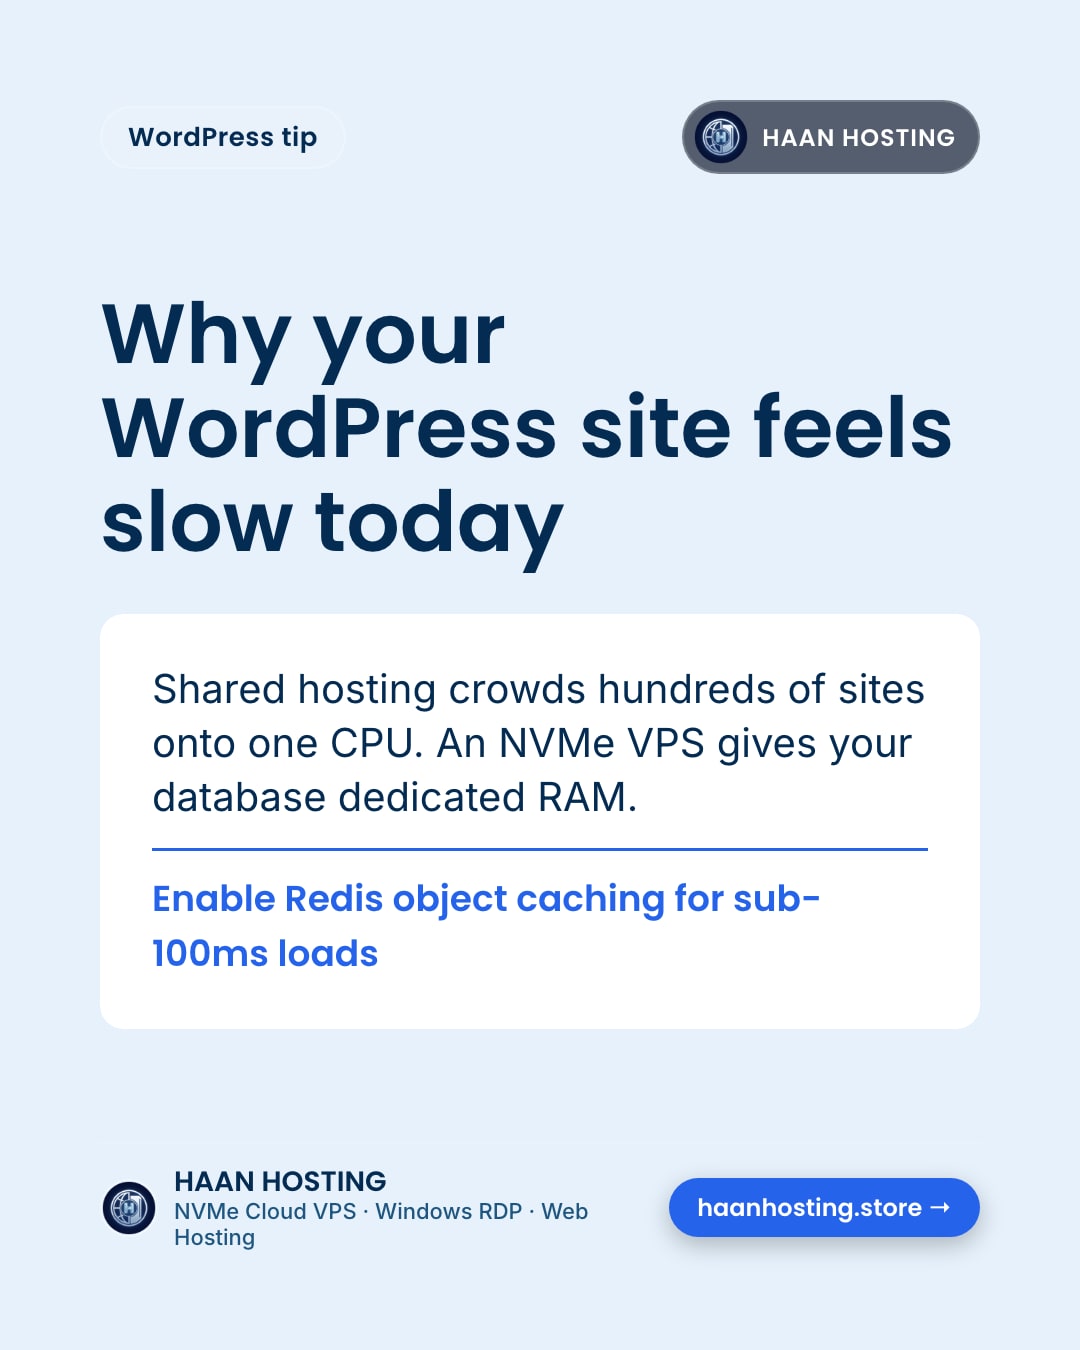 WordPress tip
HAAN HOSTING
Why your
WordPress site feels
slow today
Shared hosting crowds hundreds of sites
onto one CPU. An NVMe VPS gives your
database dedicated RAM.
Enable Redis object caching for sub-
100ms loads
HAAN HOSTING
NVMe Cloud VPS · Windows RDP · Web
Hosting
haanhosting.store →